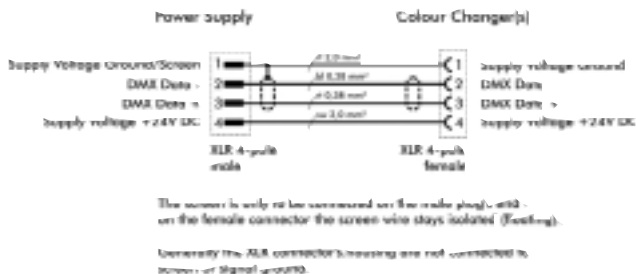 Power Supply
Colour Changer(s)
Supply Voltage Ground/Screen 1
1 Supply Voltage Ground
DMX Data - 2
2 DMX Data
DMX Data + 3
3 DMX Data +
Supply Voltage +24V DC 4
4 Supply Voltage +24V DC
XLR 4-pole
male
XLR 4-pole
female
The screen is only to be connected on the male plug, and
on the female connector the screen wire stays isolated (floating).
Generally the XLR connector's housing are not connected to
screen or signal ground.